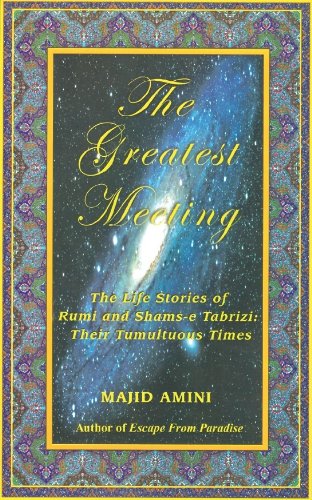 The
Greatest
Meeting
The Life Stories of
Rumi and Shams-e Tabrizi:
Their Tumultuous Times
MAJID AMINI
Author of Escape From Paradise